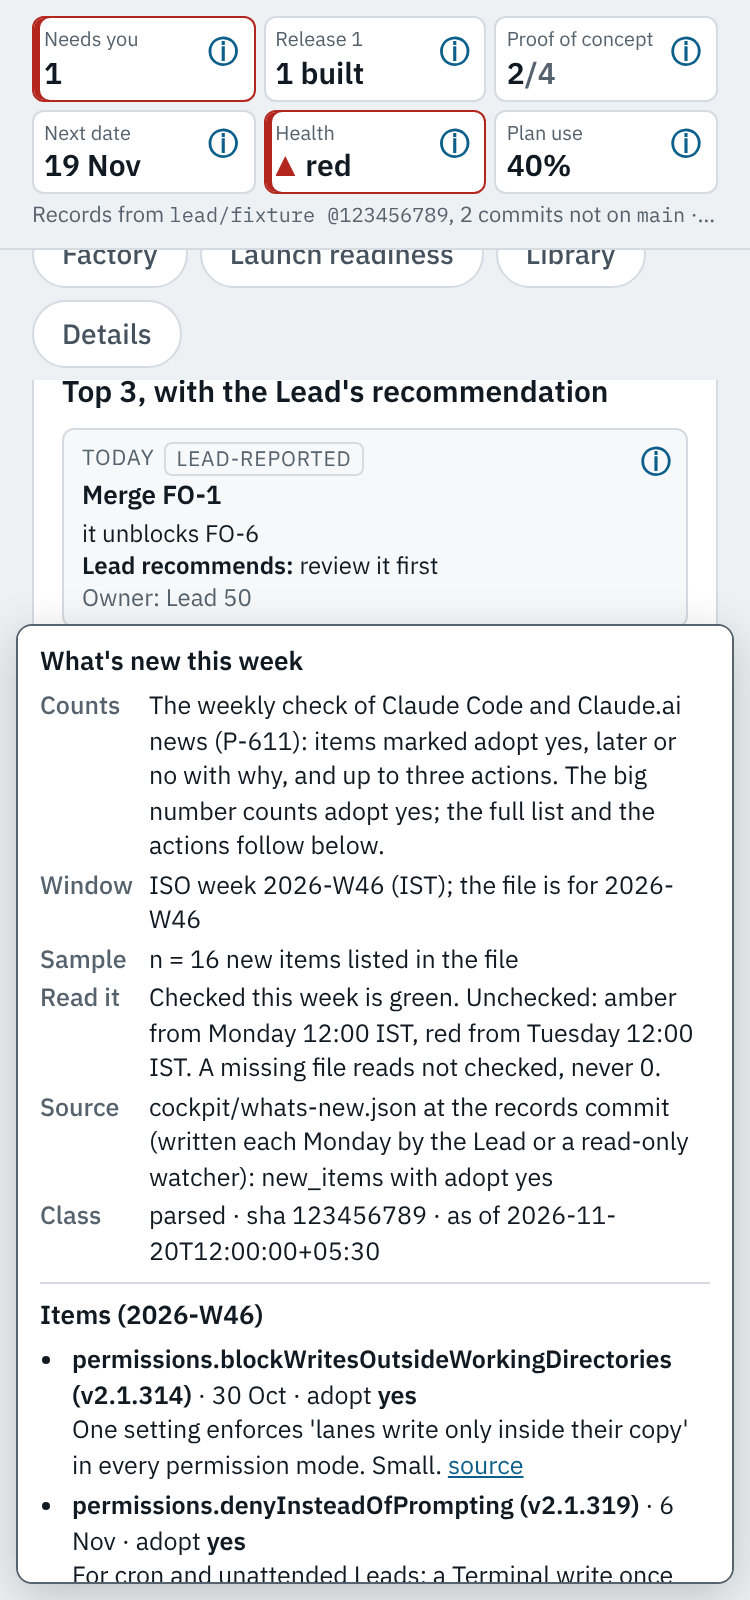 Needs you
1
Release 1
1 built
Proof of concept
2/4
Next date
19 Nov
Health
▲ red
Plan use
40%
Records from lead/fixture @123456789, 2 commits not on main ·…
Factory
Launch readiness
Library
Details
Top 3, with the Lead's recommendation
TODAY LEAD-REPORTED
Merge FO-1
it unblocks FO-6
Lead recommends: review it first
Owner: Lead 50
What's new this week
Counts The weekly check of Claude Code and Claude.ai
news (P-611): items marked adopt yes, later or
no with why, and up to three actions. The big
number counts adopt yes; the full list and the
actions follow below.
Window ISO week 2026-W46 (IST); the file is for 2026-
W46
Sample n = 16 new items listed in the file
Read it Checked this week is green. Unchecked: amber
from Monday 12:00 IST, red from Tuesday 12:00
IST. A missing file reads not checked, never 0.
Source cockpit/whats-new.json at the records commit
(written each Monday by the Lead or a read-only
watcher): new_items with adopt yes
Class parsed · sha 123456789 · as of 2026-11-
20T12:00:00+05:30
Items (2026-W46)
• permissions.blockWritesOutsideWorkingDirectories
(v2.1.314) · 30 Oct · adopt yes
One setting enforces 'lanes write only inside their copy'
in every permission mode. Small. source
• permissions.denyInsteadOfPrompting (v2.1.319) · 6
Nov · adopt yes
For cron and unattended Leads: a Terminal write once